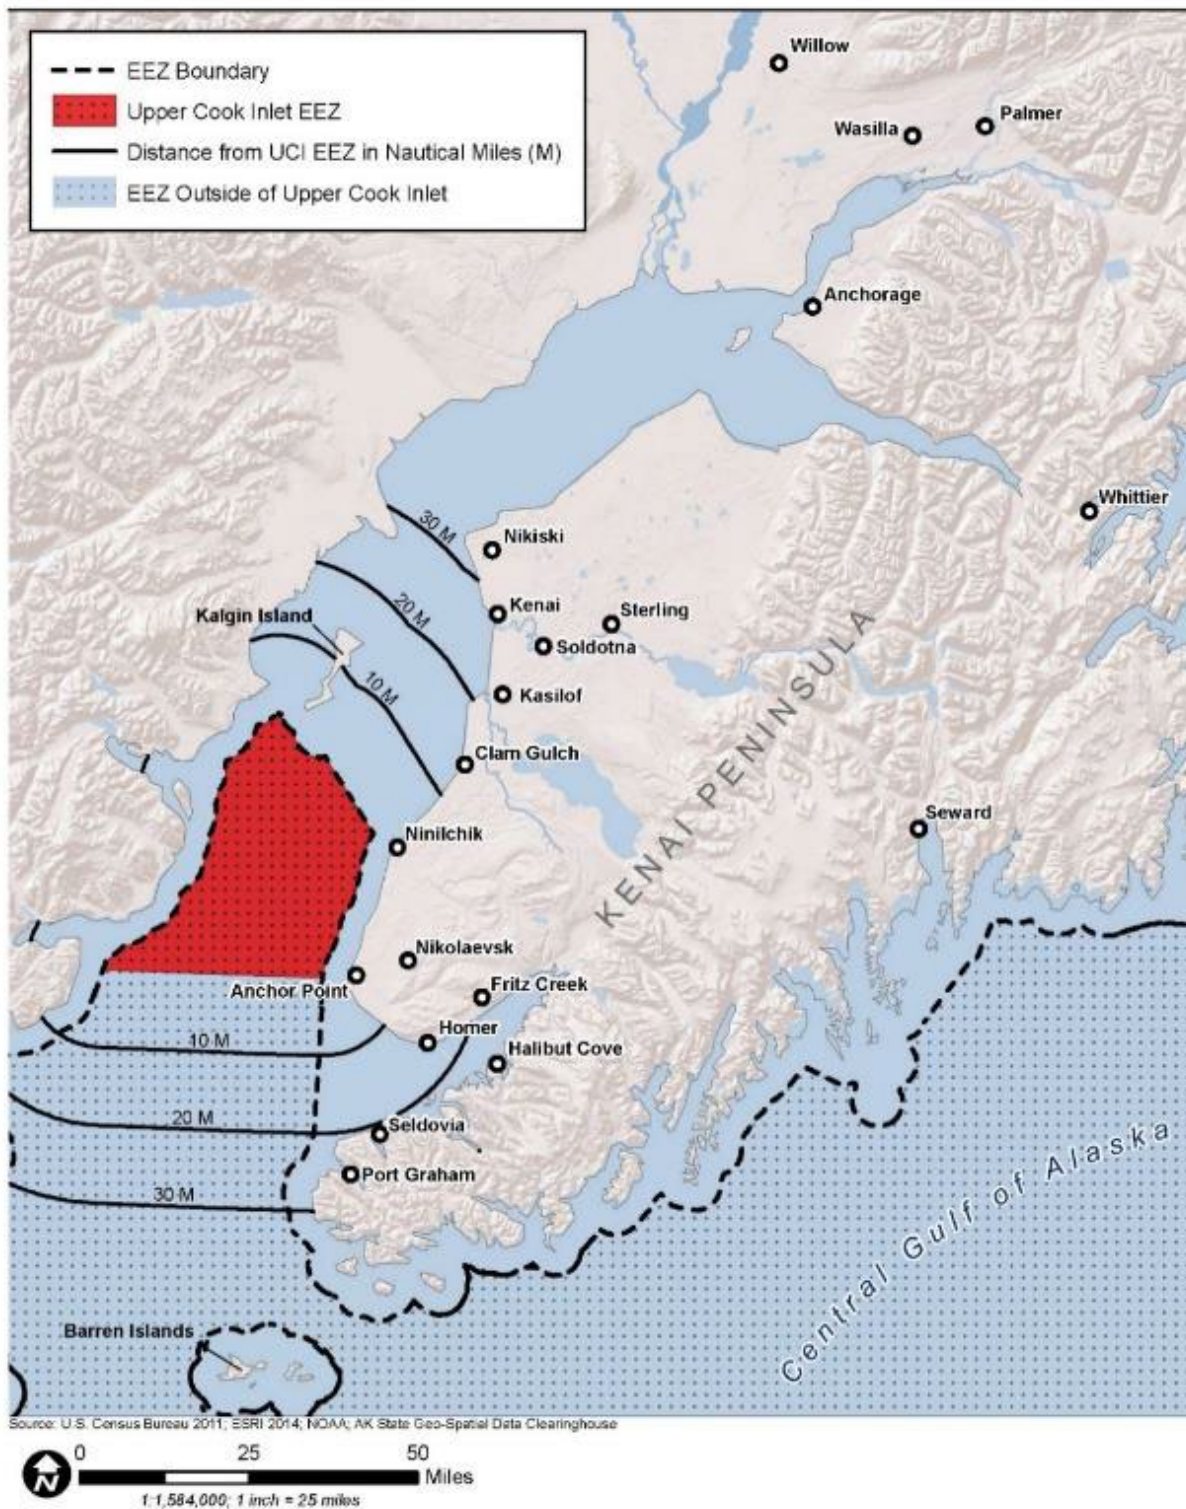 EEZ Boundary
Upper Cook Inlet EEZ
Distance from UCI EEZ in Nautical Miles (M)
EEZ Outside of Upper Cook Inlet
Willow
Palmer
Wasilla
Anchorage
Whittier
30 M
Nikiski
20 M
Kenai
Sterling
Kalgin Island
Soldotna
10 M
Kasilof
Clam Gulch
KENAI PENINSULA
Seward
Ninilchik
Nikolaevsk
Anchor Point
Fritz Creek
10 M
Homer
Halibut Cove
20 M
Seldovia
Port Graham
30 M
Central Gulf of Alaska
Barren Islands
Source: U.S. Census Bureau 2011; ESRI 2014; NOAA; AK State Geo-Spatial Data Clearinghouse
N
0 25 50
Miles
1:1,584,000; 1 inch = 25 miles